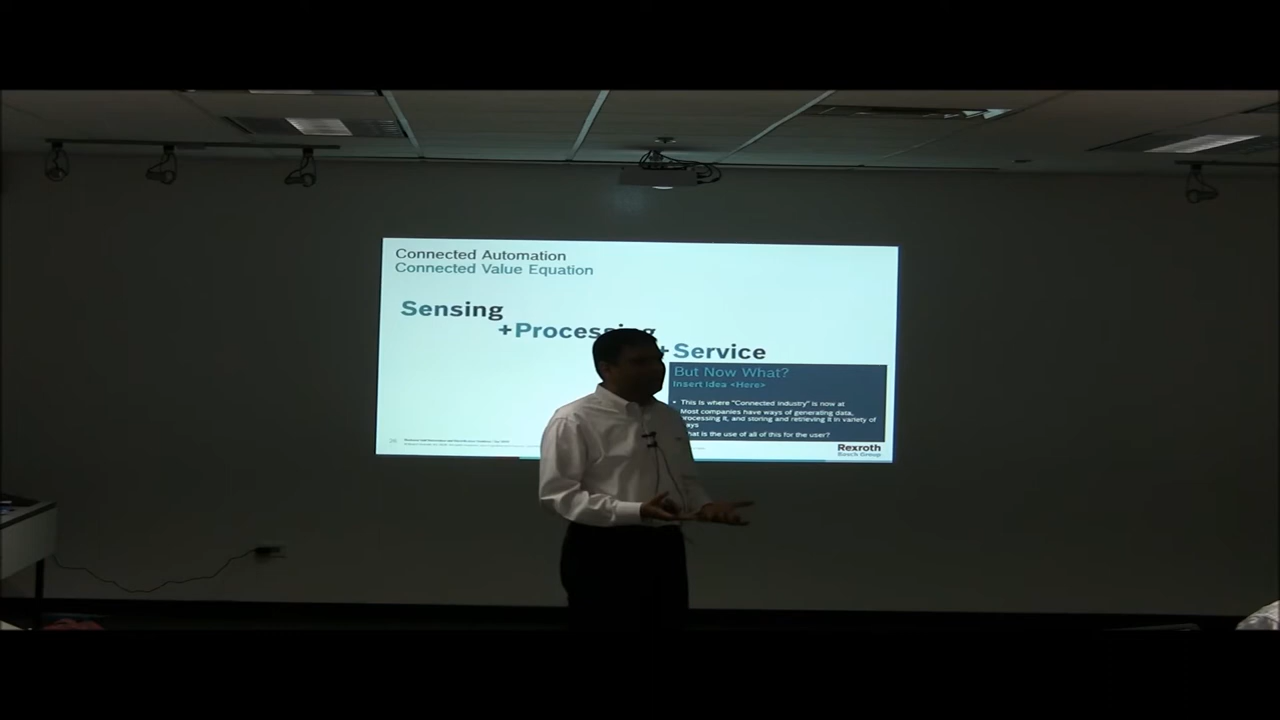 Connected Automation
Connected Value Equation
Sensing
+Processing
+Service
But Now What?
Insert Idea <Here>
• This is where "Connected Industry" is now at
Most companies have ways of generating data,
processing it, and storing and retrieving it in variety of
ways
What is the use of all of this for the user?
Rexroth
Bosch Group